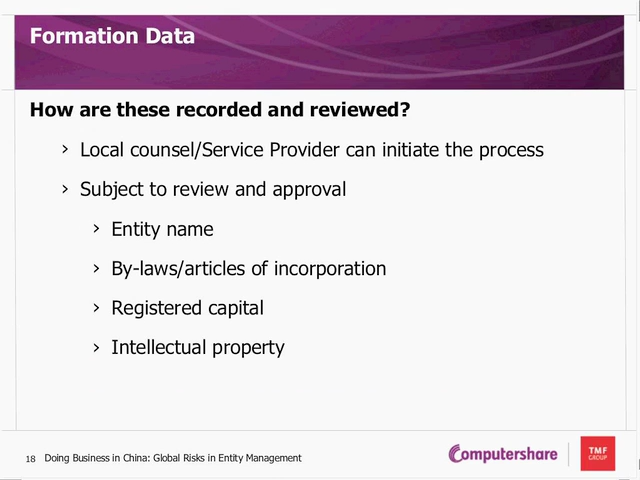 Formation Data
How are these recorded and reviewed?
› Local counsel/Service Provider can initiate the process
› Subject to review and approval
› Entity name
› By-laws/articles of incorporation
› Registered capital
› Intellectual property
18 Doing Business in China: Global Risks in Entity Management
Computershare
TMF
GROUP